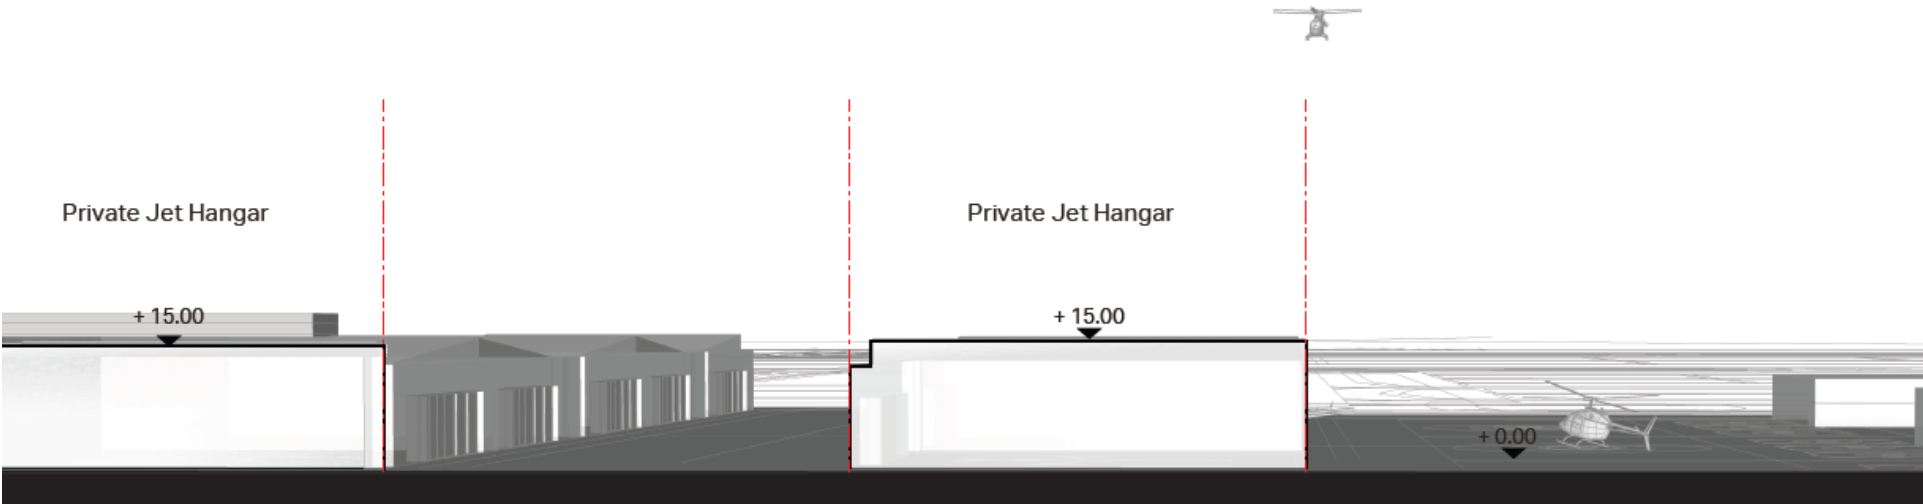 Private Jet Hangar
Private Jet Hangar
+ 15.00
+ 15.00
+ 0.00